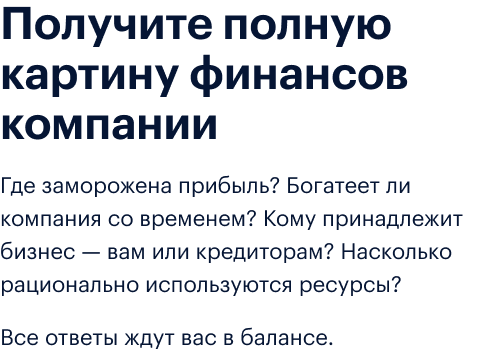 Получите полную
картину финансов
компании
Где заморожена прибыль? Богатеет ли
компания со временем? Кому принадлежит
бизнес — вам или кредиторам? Насколько
рационально используются ресурсы?
Все ответы ждут вас в балансе.